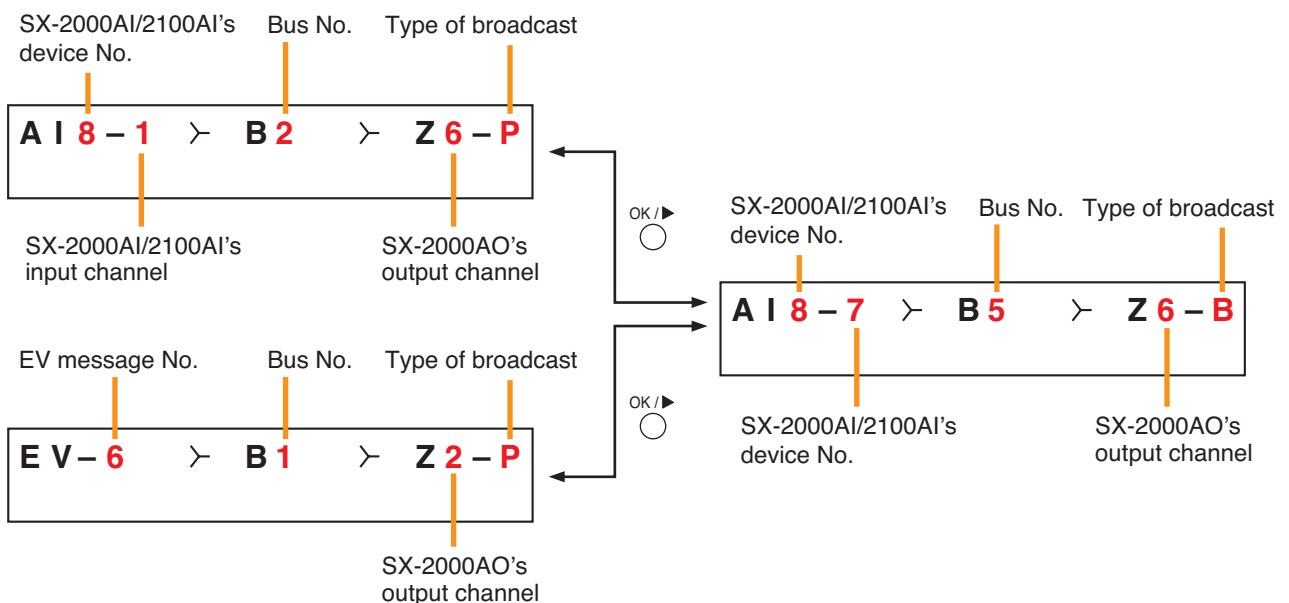 SX-2000AI/2100AI's
device No.
Bus No.
Type of broadcast
A I 8 – 1 > B 2 > Z 6 – P
SX-2000AI/2100AI's
input channel
SX-2000AO's
output channel
OK / ▶
EV message No.
Bus No.
Type of broadcast
E V – 6 > B 1 > Z 2 – P
SX-2000AO's
output channel
OK / ▶
SX-2000AI/2100AI's
device No.
Bus No.
Type of broadcast
A I 8 – 7 > B 5 > Z 6 – B
SX-2000AI/2100AI's
device No.
SX-2000AO's
output channel